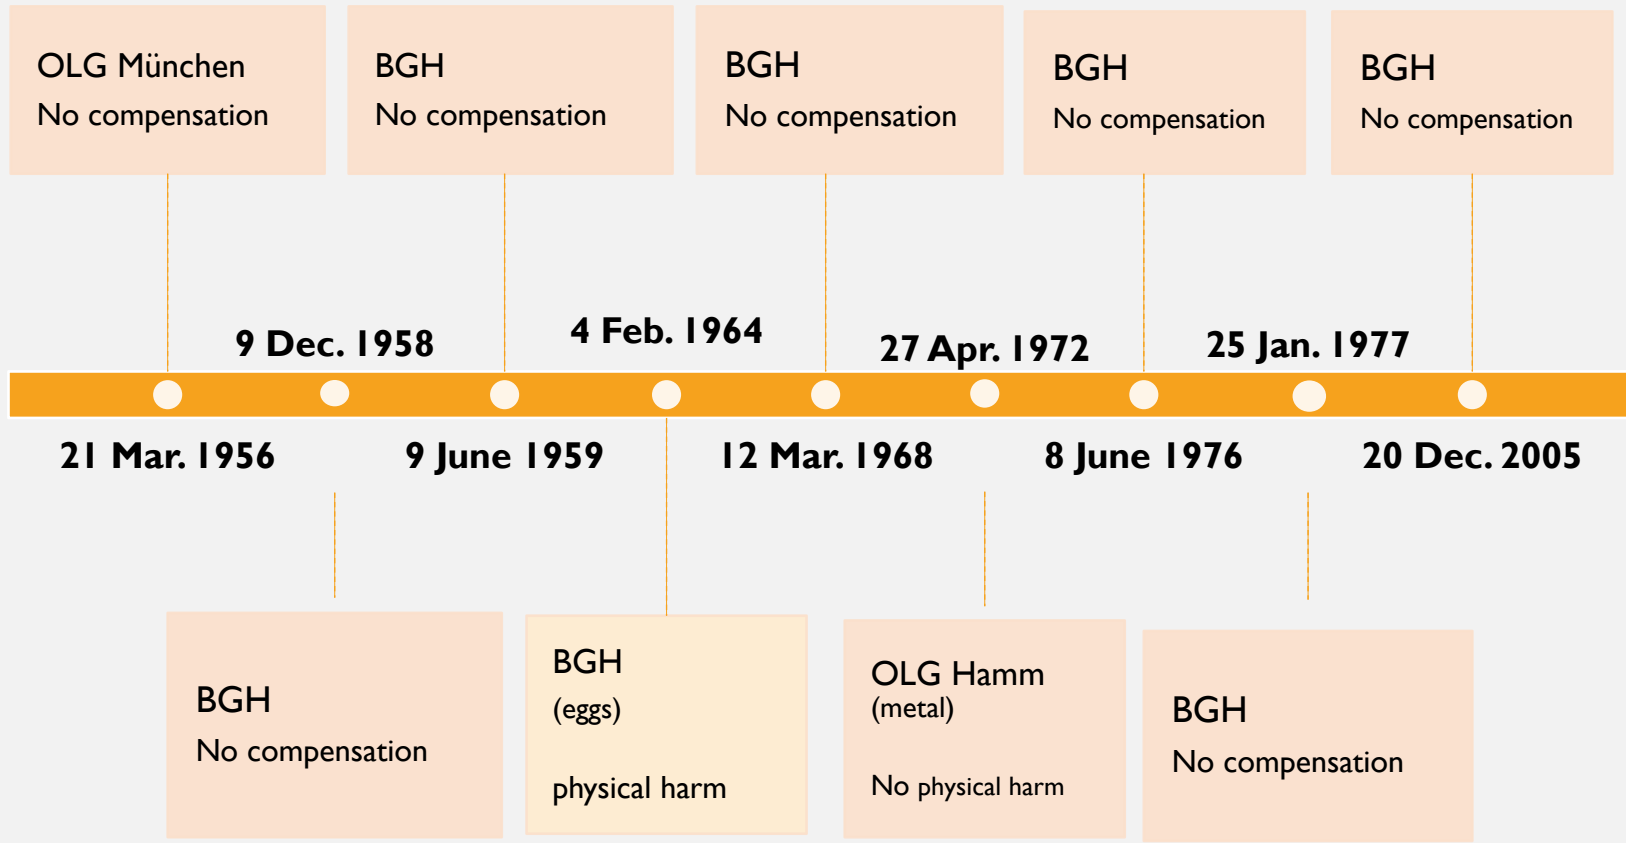 OLG München
No compensation
BGH
No compensation
BGH
No compensation
BGH
No compensation
BGH
No compensation
9 Dec. 1958
4 Feb. 1964
27 Apr. 1972
25 Jan. 1977
21 Mar. 1956
9 June 1959
12 Mar. 1968
8 June 1976
20 Dec. 2005
BGH
No compensation
BGH
(eggs)
physical harm
OLG Hamm
(metal)
No physical harm
BGH
No compensation